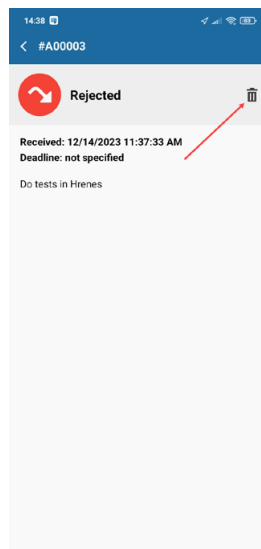 14:38
#A00003
Rejected
Received: 12/14/2023 11:37:33 AM
Deadline: not specified
Do tests in Hrenes